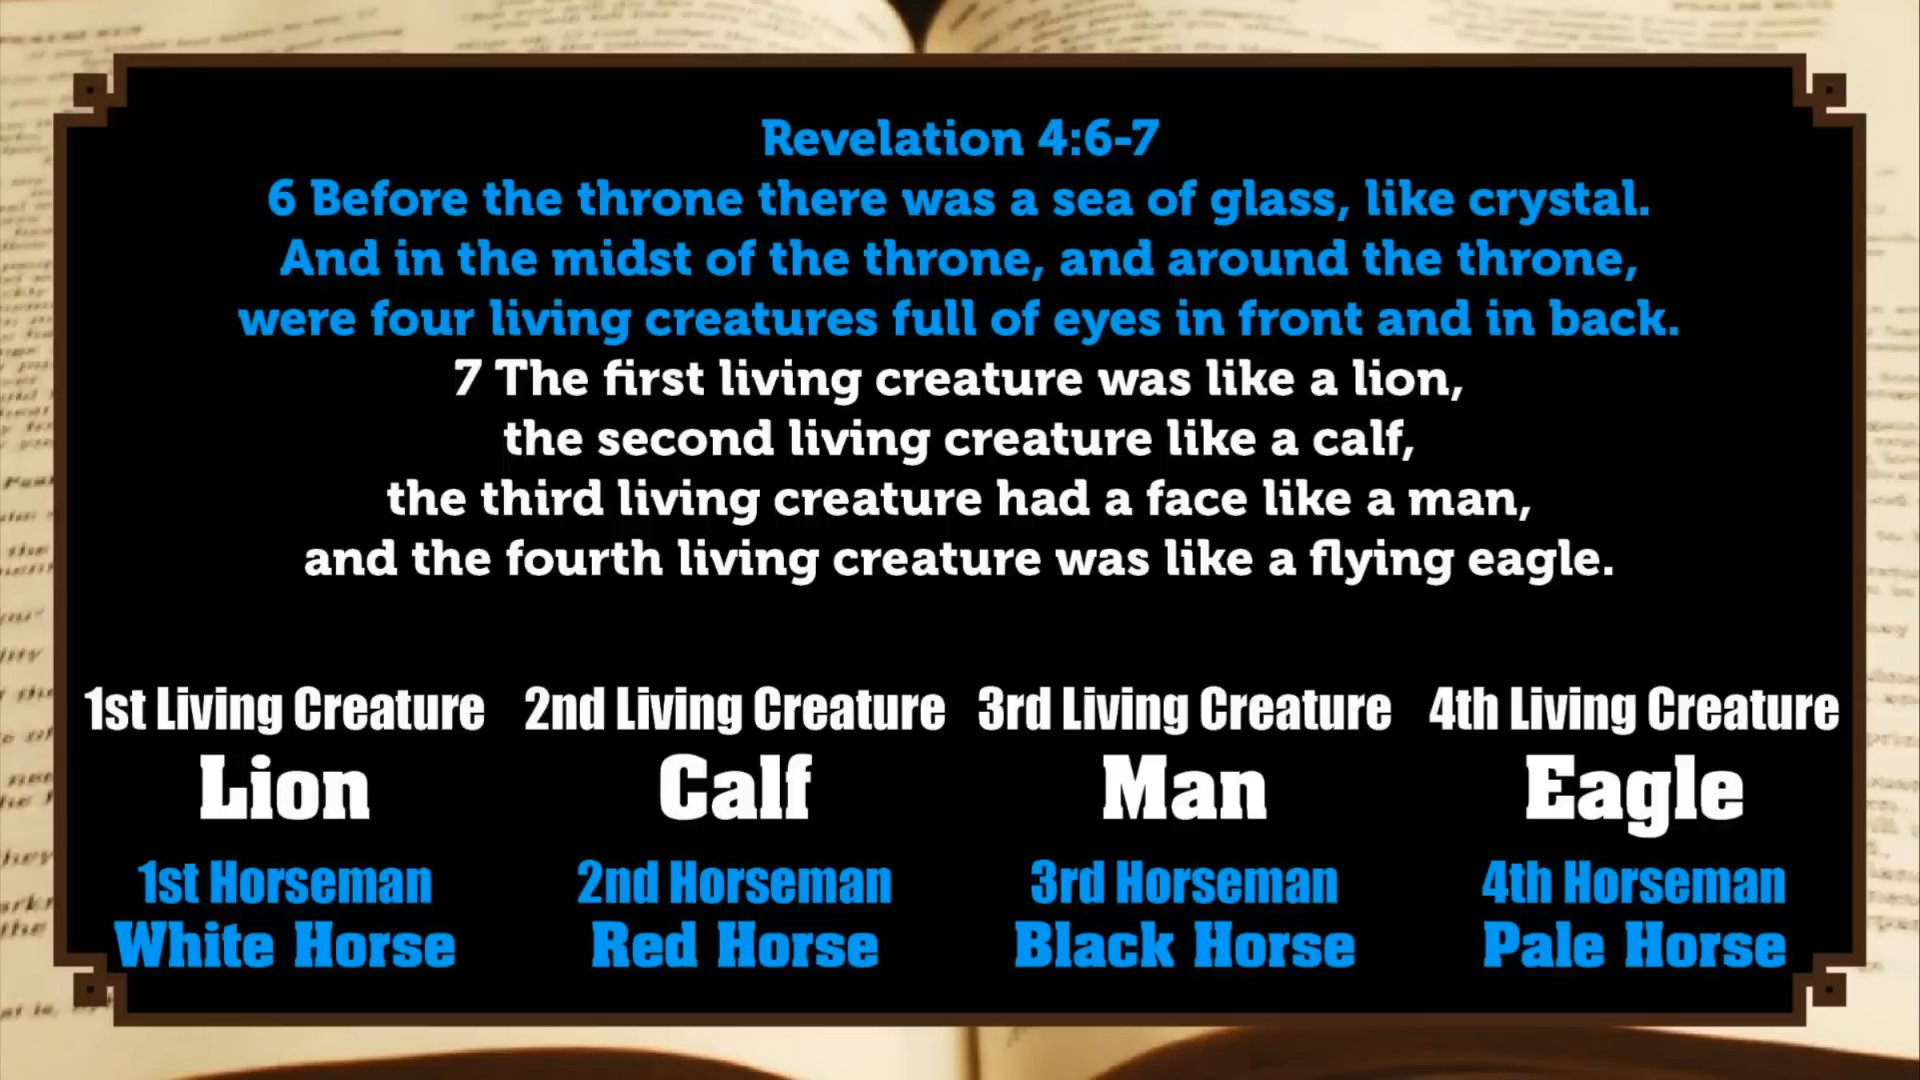 Revelation 4:6-7
6 Before the throne there was a sea of glass, like crystal.
And in the midst of the throne, and around the throne,
were four living creatures full of eyes in front and in back.
7 The first living creature was like a lion,
the second living creature like a calf,
the third living creature had a face like a man,
and the fourth living creature was like a flying eagle.
1st Living Creature 2nd Living Creature 3rd Living Creature 4th Living Creature
Lion Calf Man Eagle
1st Horseman 2nd Horseman 3rd Horseman 4th Horseman
White Horse Red Horse Black Horse Pale Horse